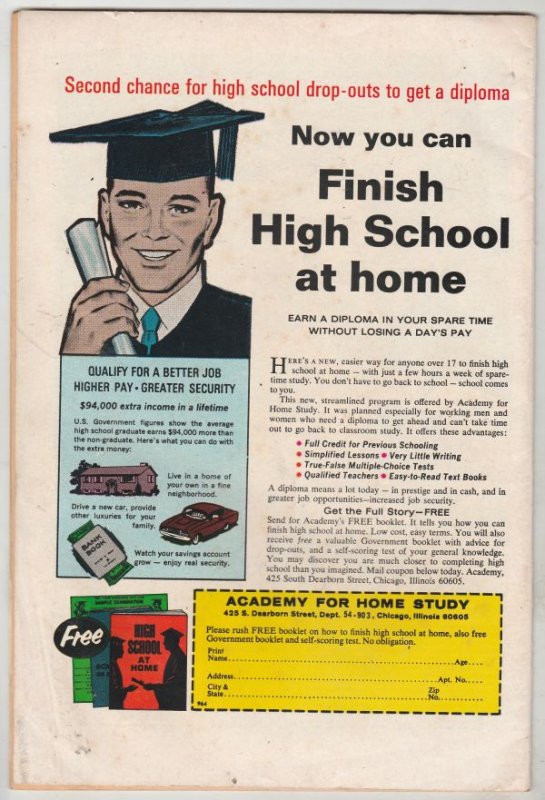 Second chance for high school drop-outs to get a diploma
Now you can
Finish
High School
at home
EARN A DIPLOMA IN YOUR SPARE TIME
WITHOUT LOSING A DAY'S PAY
HERE'S A NEW, easier way for anyone over 17 to finish high
school at home – with just a few hours a week of spare-
time study. You don't have to go back to school – school comes
to you.
This new, streamlined program is offered by Academy for
Home Study. It was planned especially for working men and
women who need a diploma to get ahead and can't take time
out to go back to classroom study. It offers these advantages:
• Full Credit for Previous Schooling
• Simplified Lessons • Very Little Writing
• True-False Multiple-Choice Tests
• Qualified Teachers • Easy-to-Read Text Books
A diploma means a lot today – in prestige and in cash, and in
greater job opportunities–increased job security.
Get the Full Story–FREE
Send for Academy's FREE booklet. It tells you how you can
finish high school at home. Low cost, easy terms. You will also
receive free a valuable Government booklet with advice for
drop-outs, and a self-scoring test of your general knowledge.
You may discover you are much closer to completing high
school than you imagined. Mail coupon below today, Academy,
425 South Dearborn Street, Chicago, Illinois 60605.
QUALIFY FOR A BETTER JOB
HIGHER PAY • GREATER SECURITY
$94,000 extra income in a lifetime
U.S. Government figures show the average
high school graduate earns $94,000 more than
the non-graduate. Here's what you can do with
the extra money:
Live in a home of
your own in a fine
neighborhood.
Drive a new car, provide
other luxuries for your
family.
BANK
BOOK
Watch your savings account
grow – enjoy real security.
Free
HIGH
SCHOOL
AT
HOME
ACADEMY FOR HOME STUDY
425 S. Dearborn Street, Dept. 54-903, Chicago, Illinois 60605
Please rush FREE booklet on how to finish high school at home, also free
Government booklet and self-scoring test. No obligation.
Print
Name Age
Address Apt. No.
City & Zip
State No.
964